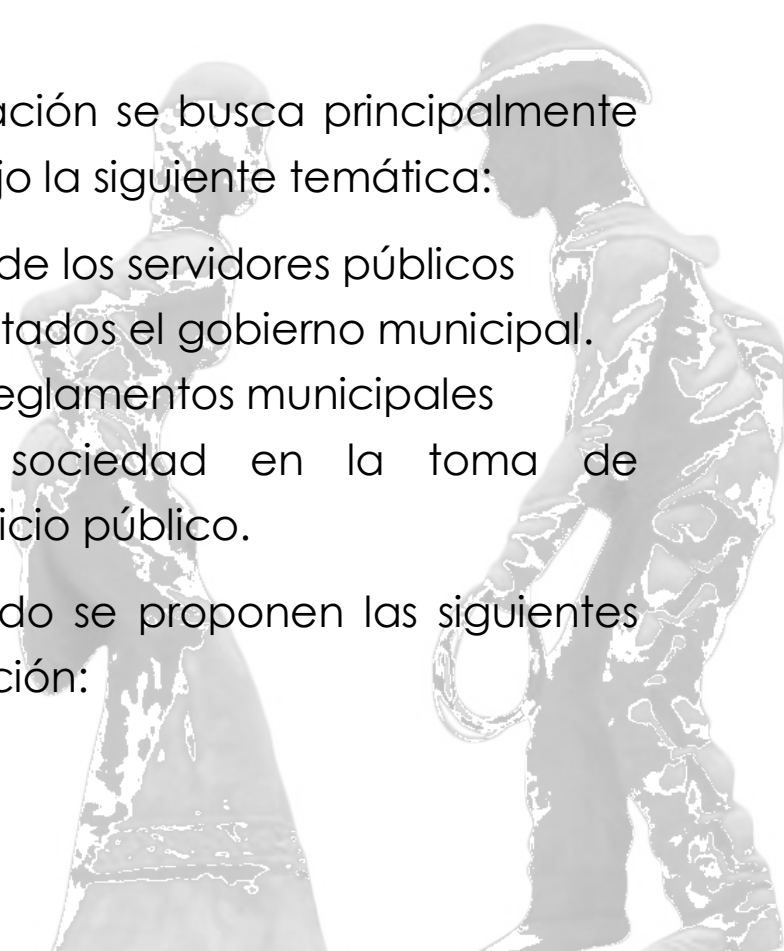 ación se busca principalmente
jo la siguiente temática:
de los servidores públicos
tados el gobierno municipal.
eglamentos municipales
sociedad en la toma de
icio público.
do se proponen las siguientes
ción: